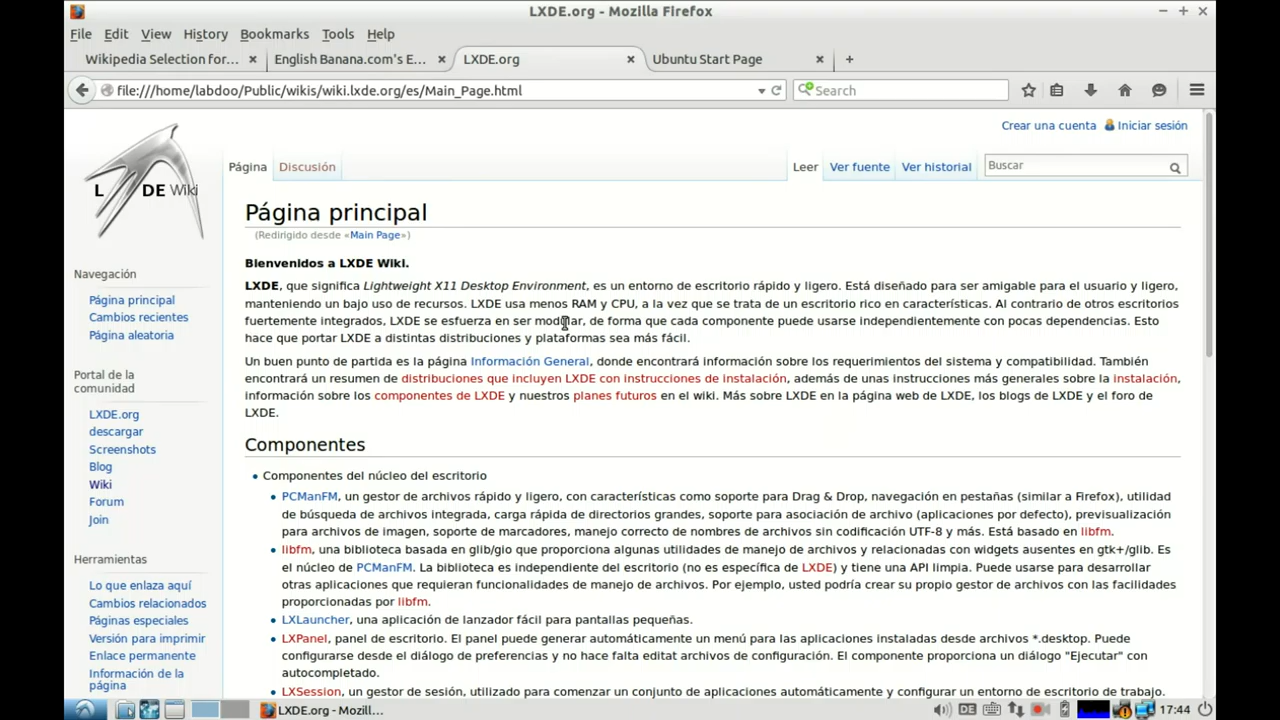 LXDE.org - Mozilla Firefox
File Edit View History Bookmarks Tools Help
Wikipedia Selection for... English Banana.com's E... LXDE.org Ubuntu Start Page
file:///home/labdoo/Public/wikis/wiki.lxde.org/es/Main_Page.html Search
Crear una cuenta Iniciar sesión
Página Discusión Leer Ver fuente Ver historial Buscar
L DE Wiki
Página principal
(Redirigido desde «Main Page»)
Bienvenidos a LXDE Wiki.
LXDE, que significa Lightweight X11 Desktop Environment, es un entorno de escritorio rápido y ligero. Está diseñado para ser amigable para el usuario y ligero,
manteniendo un bajo uso de recursos. LXDE usa menos RAM y CPU, a la vez que se trata de un escritorio rico en características. Al contrario de otros escritorios
fuertemente integrados, LXDE se esfuerza en ser modular, de forma que cada componente puede usarse independientemente con pocas dependencias. Esto
hace que portar LXDE a distintas distribuciones y plataformas sea más fácil.
Un buen punto de partida es la página Información General, donde encontrará información sobre los requerimientos del sistema y compatibilidad. También
encontrará un resumen de distribuciones que incluyen LXDE con instrucciones de instalación, además de unas instrucciones más generales sobre la instalación,
información sobre los componentes de LXDE y nuestros planes futuros en el wiki. Más sobre LXDE en la página web de LXDE, los blogs de LXDE y el foro de
LXDE.
Componentes
Componentes del núcleo del escritorio
PCManFM, un gestor de archivos rápido y ligero, con características como soporte para Drag & Drop, navegación en pestañas (similar a Firefox), utilidad
de búsqueda de archivos integrada, carga rápida de directorios grandes, soporte para asociación de archivo (aplicaciones por defecto), previsualización
para archivos de imagen, soporte de marcadores, manejo correcto de nombres de archivos sin codificación UTF-8 y más. Está basado en libfm.
libfm, una biblioteca basada en glib/gio que proporciona algunas utilidades de manejo de archivos y relacionadas con widgets ausentes en gtk+/glib. Es
el núcleo de PCManFM. La biblioteca es independiente del escritorio (no es específica de LXDE) y tiene una API limpia. Puede usarse para desarrollar
otras aplicaciones que requieran funcionalidades de manejo de archivos. Por ejemplo, usted podría crear su propio gestor de archivos con las facilidades
proporcionadas por libfm.
LXLauncher, una aplicación de lanzador fácil para pantallas pequeñas.
LXPanel, panel de escritorio. El panel puede generar automáticamente un menú para las aplicaciones instaladas desde archivos *.desktop. Puede
configurarse desde el diálogo de preferencias y no hace falta editat archivos de configuración. El componente proporciona un diálogo "Ejecutar" con
autocompletado.
LXSession, un gestor de sesión, utilizado para comenzar un conjunto de aplicaciones automáticamente y configurar un entorno de escritorio de trabajo.
Navegación
Página principal
Cambios recientes
Página aleatoria
Portal de la
comunidad
LXDE.org
descargar
Screenshots
Blog
Wiki
Forum
Join
Herramientas
Lo que enlaza aquí
Cambios relacionados
Páginas especiales
Versión para imprimir
Enlace permanente
Información de la
página
LXDE.org - Mozill... DE 17:44